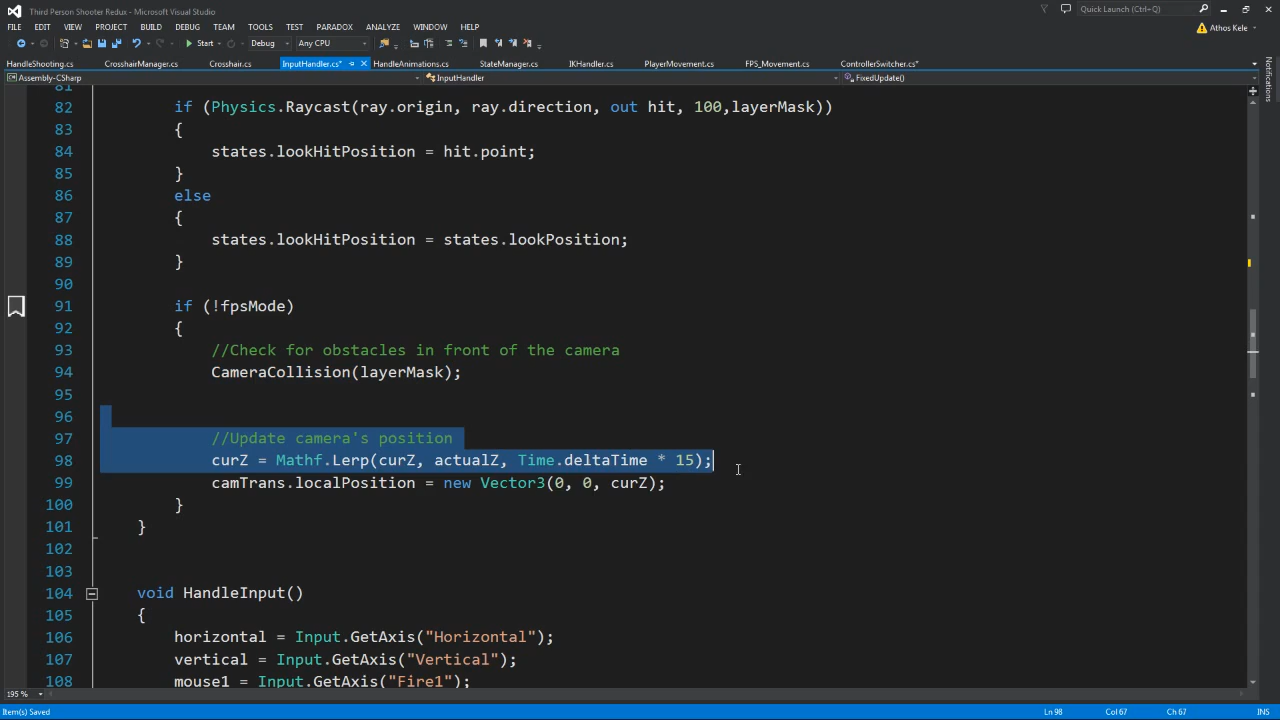 Third Person Shooter Redux - Microsoft Visual Studio
Quick Launch (Ctrl+Q)
FILE EDIT VIEW PROJECT BUILD DEBUG TEAM TOOLS TEST PARADOX ANALYZE WINDOW HELP
Athos Kele
Start Debug Any CPU
HandleShooting.cs CrosshairManager.cs Crosshair.cs InputHandler.cs* HandleAnimations.cs StateManager.cs IKHandler.cs PlayerMovement.cs FPS_Movement.cs ControllerSwitcher.cs*
Notifications
Assembly-CSharp InputHandler FixedUpdate()
81
82 if (Physics.Raycast(ray.origin, ray.direction, out hit, 100,layerMask))
83 {
84 states.lookHitPosition = hit.point;
85 }
86 else
87 {
88 states.lookHitPosition = states.lookPosition;
89 }
90
91 if (!fpsMode)
92 {
93 //Check for obstacles in front of the camera
94 CameraCollision(layerMask);
95
96
97 //Update camera's position
98 curZ = Mathf.Lerp(curZ, actualZ, Time.deltaTime * 15);
99 camTrans.localPosition = new Vector3(0, 0, curZ);
100 }
101 }
102
103
104 void HandleInput()
105 {
106 horizontal = Input.GetAxis("Horizontal");
107 vertical = Input.GetAxis("Vertical");
108 mouse1 = Input.GetAxis("Fire1");
195 %
Item(s) Saved Ln 98 Col 67 Ch 67 INS